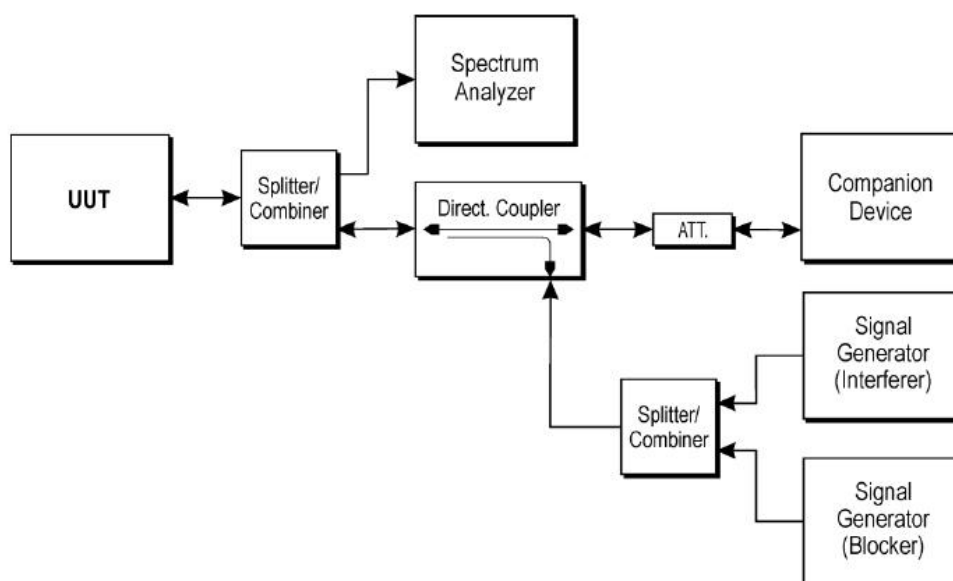 Spectrum
Analyzer
UUT
Splitter/
Combiner
Direct. Coupler
ATT.
Companion
Device
Signal
Generator
(Interferer)
Splitter/
Combiner
Signal
Generator
(Blocker)